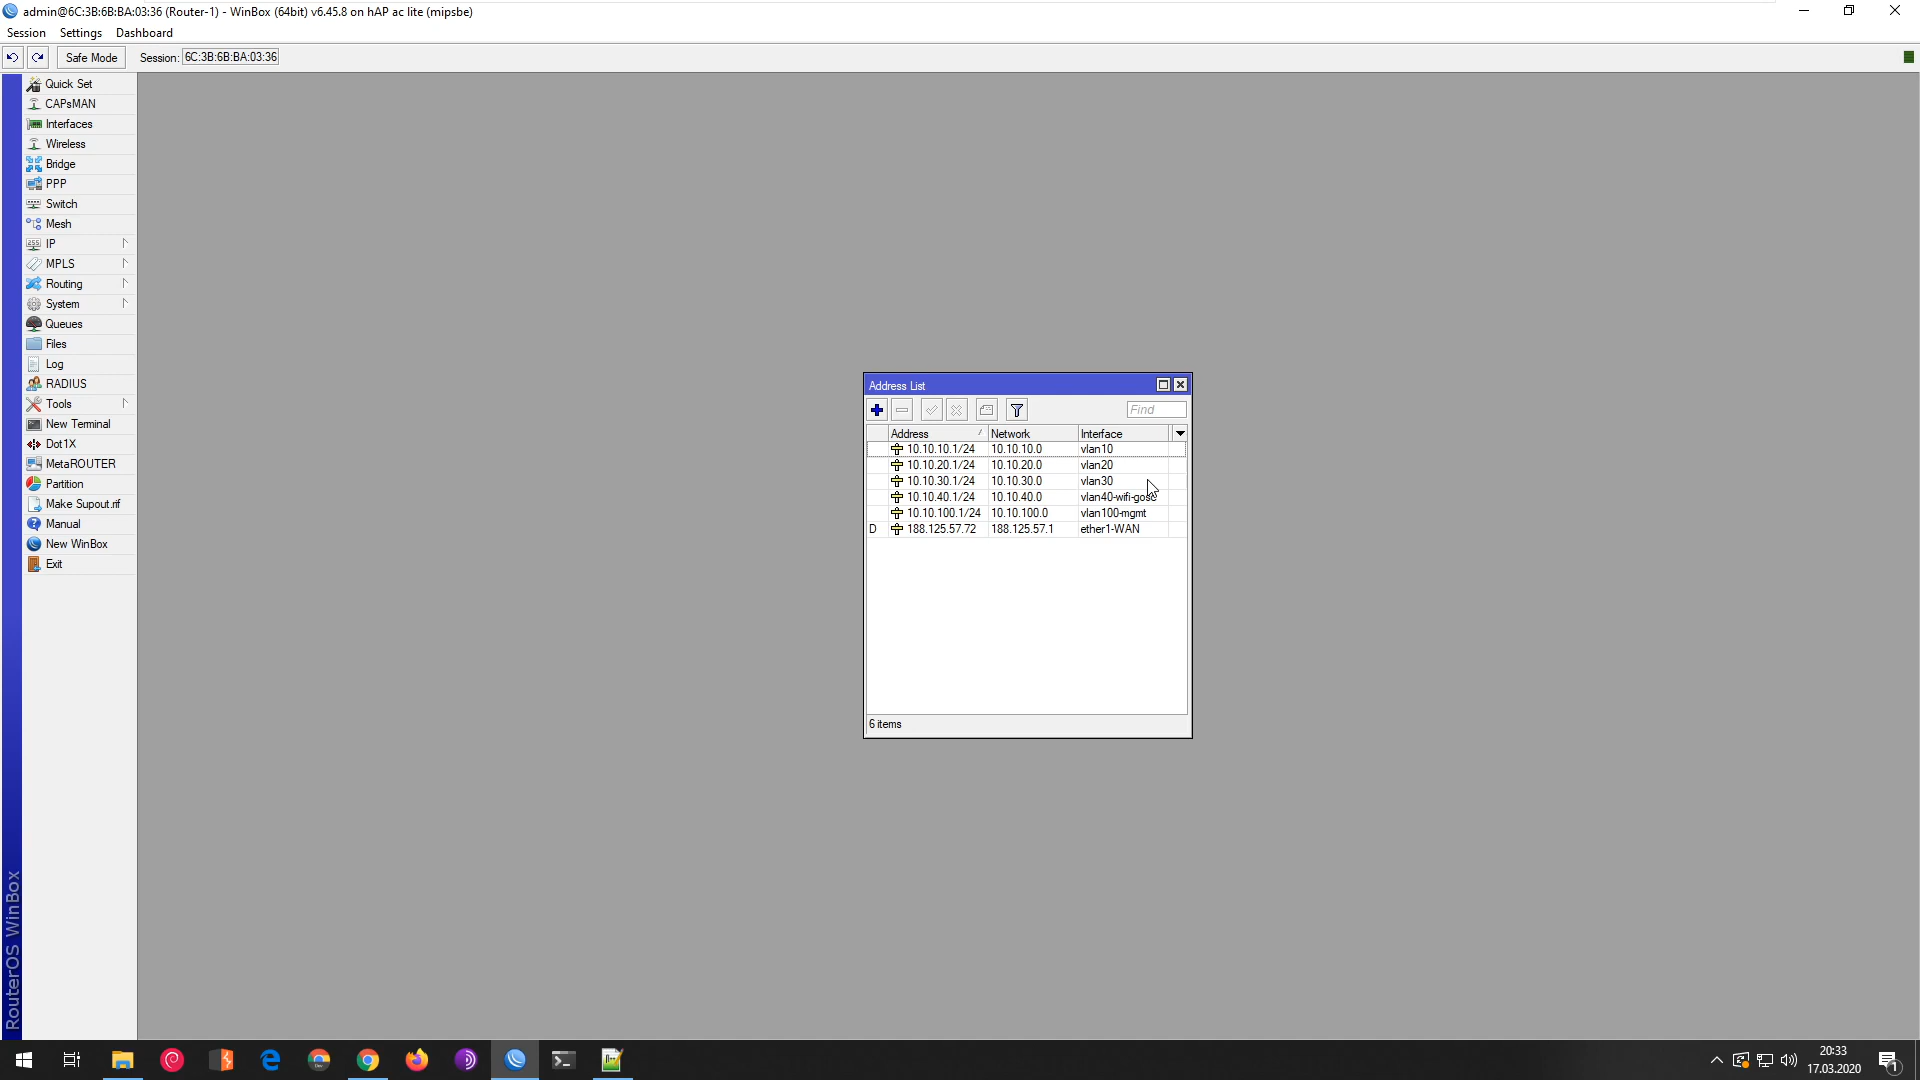 admin@6C:3B:6B:BA:03:36 (Router-1) - WinBox (64bit) v6.45.8 on hAP ac lite (mipsbe)
Session Settings Dashboard
Safe Mode Session: 6C:3B:6B:BA:03:36
Quick Set
CAPsMAN
Interfaces
Wireless
Bridge
PPP
Switch
Mesh
IP
MPLS
Routing
System
Queues
Files
Log
RADIUS
Tools
New Terminal
Dot1X
MetaROUTER
Partition
Make Supout.rif
Manual
New WinBox
Exit
RouterOS WinBox
Address List
Find
Address Network Interface
10.10.10.1/24 10.10.10.0 vlan10
10.10.20.1/24 10.10.20.0 vlan20
10.10.30.1/24 10.10.30.0 vlan30
10.10.40.1/24 10.10.40.0
10.10.100.1/24 10.10.100.0 vlan100-mgmt
D 188.125.57.72 188.125.57.1 ether1-WAN
6 items
20:33
17.03.2020
1